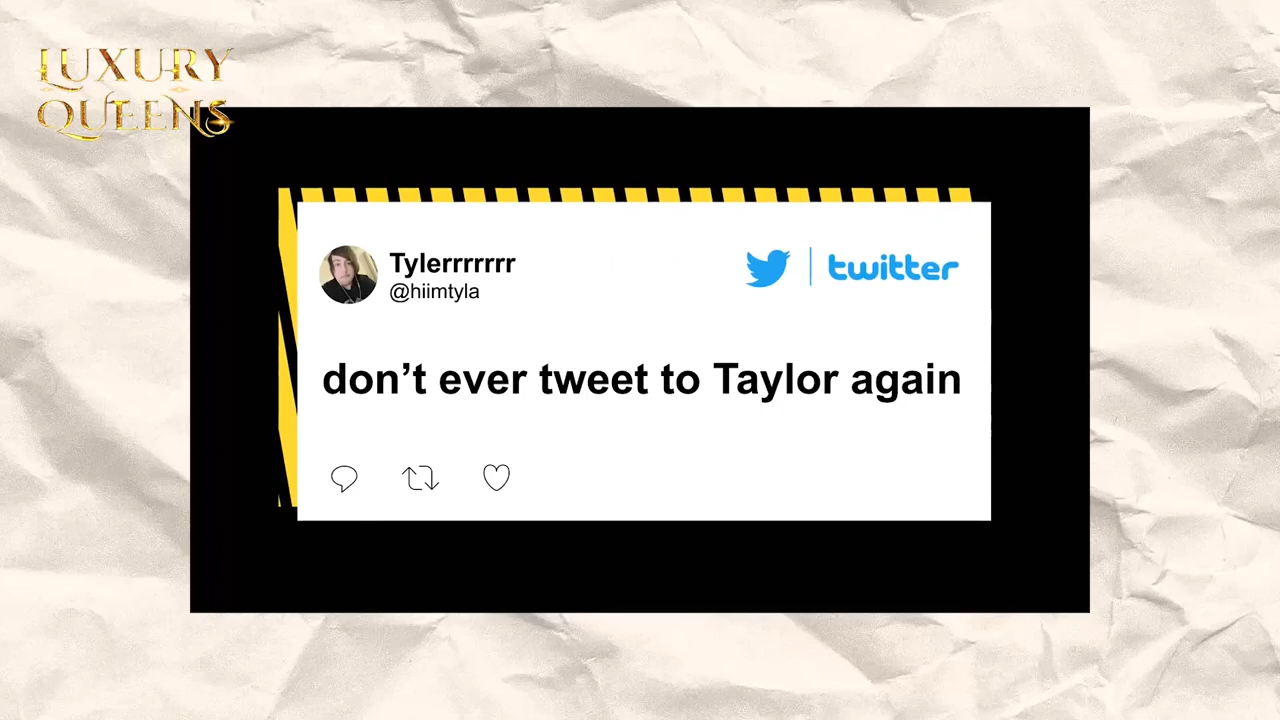 LUXURY
QUEENS
Tylerrrrrrr
@hiimtyla
twitter
don’t ever tweet to Taylor again